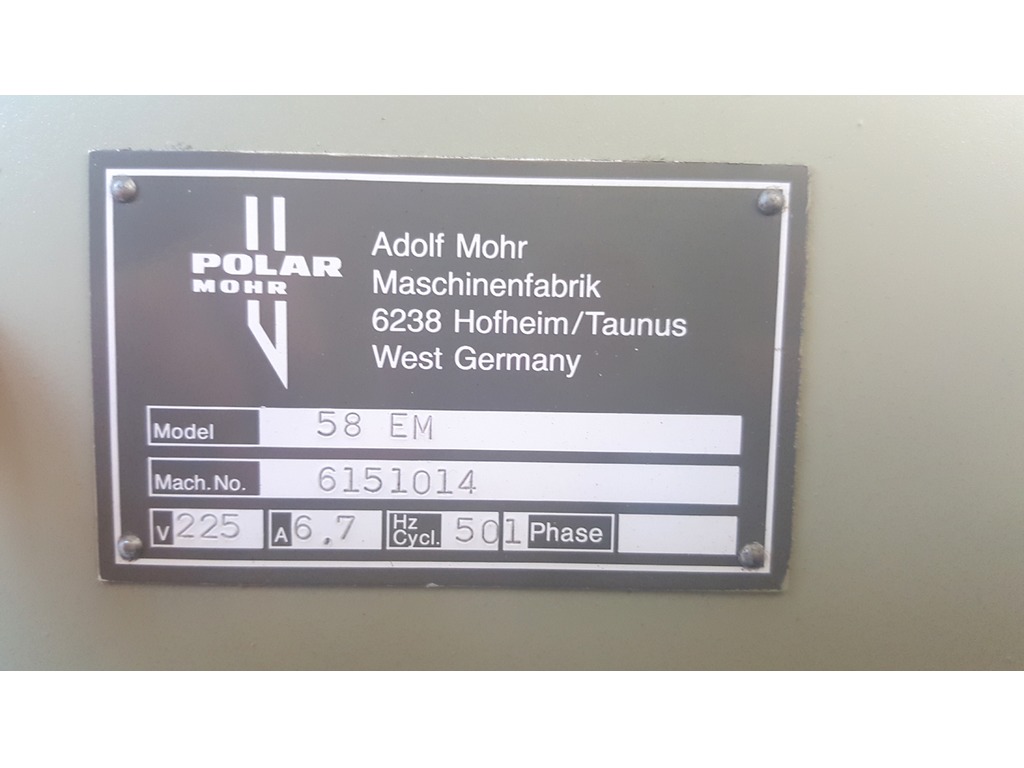 POLAR
MOHR
Adolf Mohr
Maschinenfabrik
6238 Hofheim/Taunus
West Germany
Model 58 EM
Mach.No. 6151014
V 225 A 6,7 Hz Cycl. 50 1 Phase